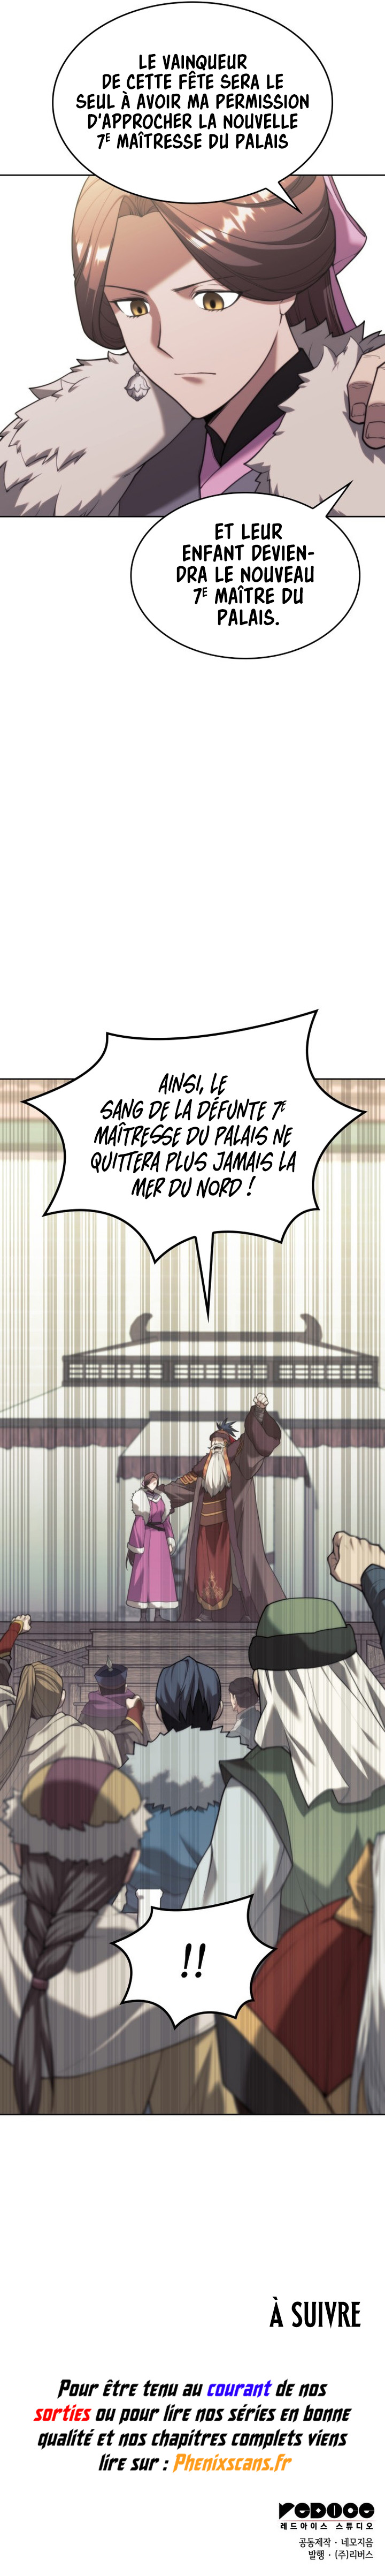 LE VAINQUEUR
DE CETTE FÊTE SERA LE
SEUL À AVOIR MA PERMISSION
D'APPROCHER LA NOUVELLE
7E MAÎTRESSE DU PALAIS
ET LEUR
ENFANT DEVIEN-
DRA LE NOUVEAU
7E MAÎTRE DU
PALAIS.
AINSI, LE
SANG DE LA DÉFUNTE 7E
MAÎTRESSE DU PALAIS NE
QUITTERA PLUS JAMAIS LA
MER DU NORD !
!!
À SUIVRE
Pour être tenu au courant de nos
sorties ou pour lire nos séries en bonne
qualité et nos chapitres complets viens
lire sur : Phenixscans.fr
REDICE
레드아이스 스튜디오
공동제작 · 네모지음
발행 · (주)리버스